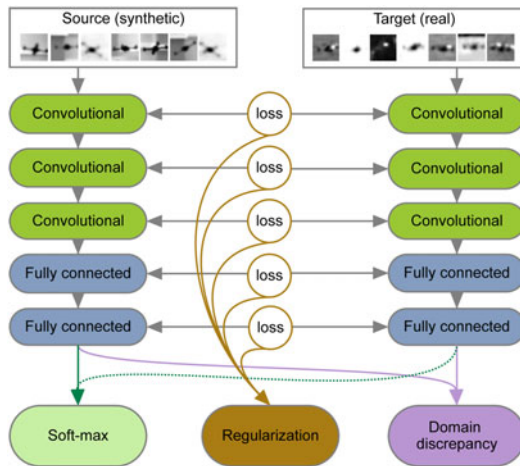 Source (synthetic)
Target (real)
Convolutional
loss
Convolutional
Convolutional
loss
Convolutional
Convolutional
loss
Convolutional
Fully connected
loss
Fully connected
Fully connected
loss
Fully connected
Soft-max
Regularization
Domain
discrepancy